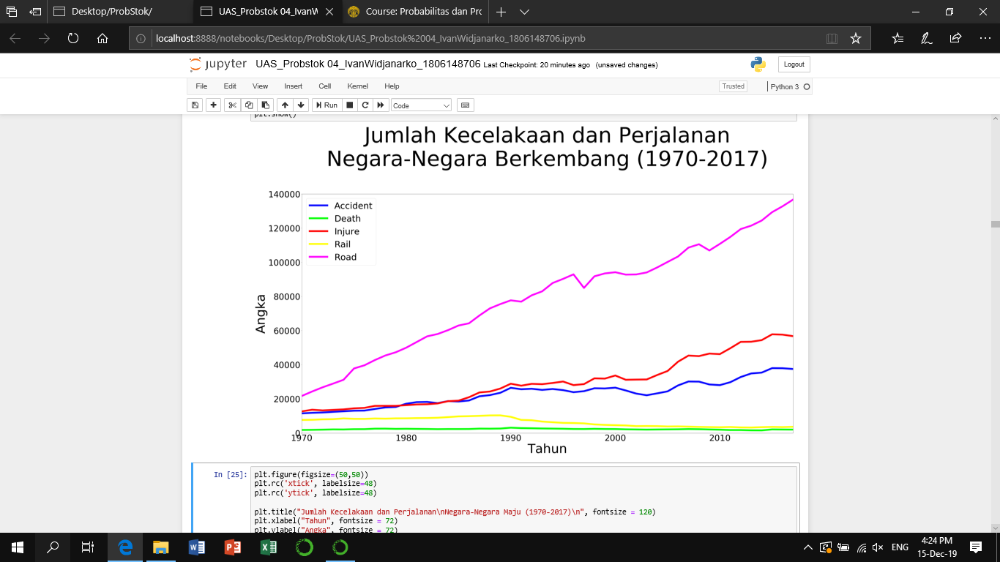 Desktop/ProbStok/
UAS_Probstok 04_IvanW
Course: Probabilitas dan Pro
localhost:8888/notebooks/Desktop/ProbStok/UAS_Probstok%2004_IvanWidjanarko_1806148706.ipynb
jupyter UAS_Probstok 04_IvanWidjanarko_1806148706 Last Checkpoint: 20 minutes ago (unsaved changes)
Logout
File Edit View Insert Cell Kernel Help
Trusted
Python 3
Run
Code
plt.show()
Jumlah Kecelakaan dan Perjalanan
Negara-Negara Berkembang (1970-2017)
140000
120000
100000
80000
60000
40000
20000
0
Angka
Accident
Death
Injure
Rail
Road
1970 1980 1990 2000 2010
Tahun
In [25]:
plt.figure(figsize=(50,50))
plt.rc('xtick', labelsize=48)
plt.rc('ytick', labelsize=48)
plt.title("Jumlah Kecelakaan dan Perjalanan\nNegara-Negara Maju (1970-2017)\n", fontsize = 120)
plt.xlabel("Tahun", fontsize = 72)
plt.ylabel("Angka", fontsize = 72)
ENG
4:24 PM
15-Dec-19